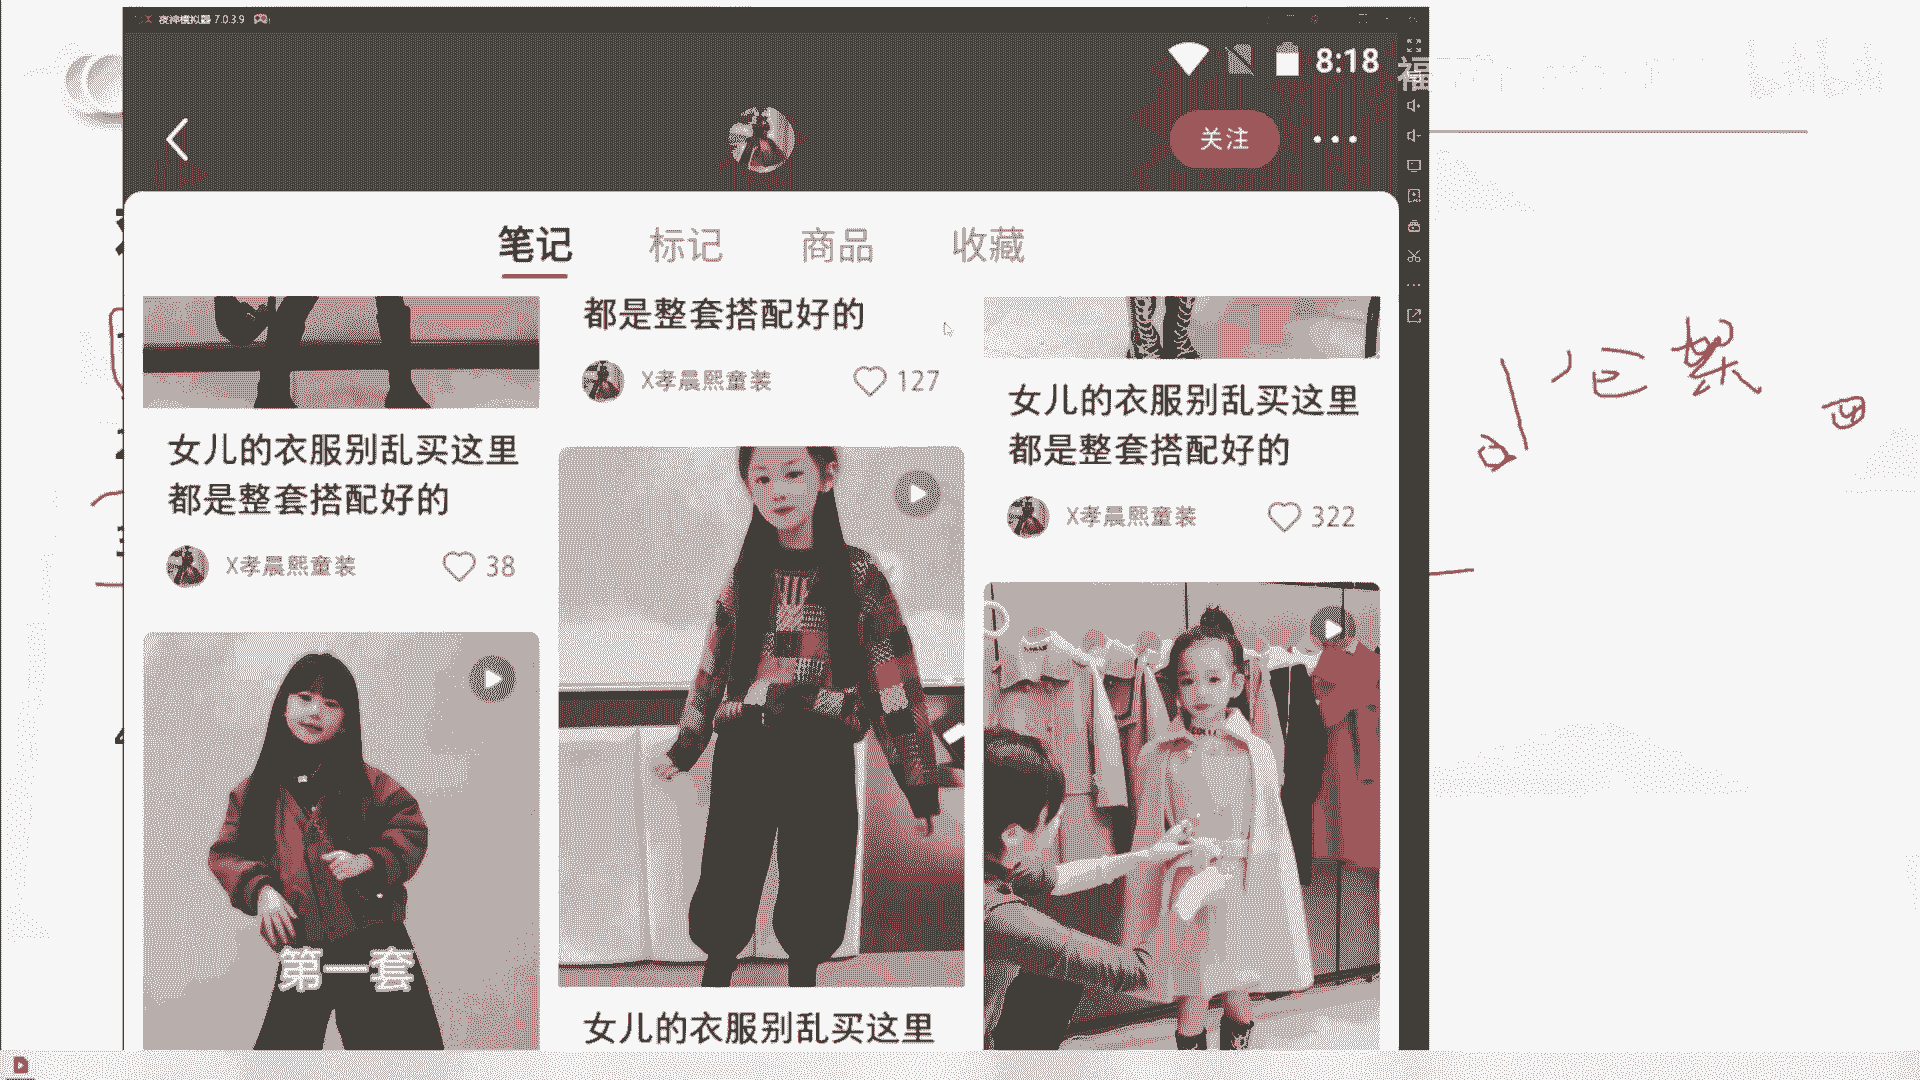 夜神模拟器 7.0.3.9
8:18
福
关注
笔记 标记 商品 收藏
女儿的衣服别乱买这里
都是整套搭配好的
X孝晨熙童装 38
第一套
都是整套搭配好的
X孝晨熙童装 127
女儿的衣服别乱买这里
女儿的衣服别乱买这里
都是整套搭配好的
X孝晨熙童装 322